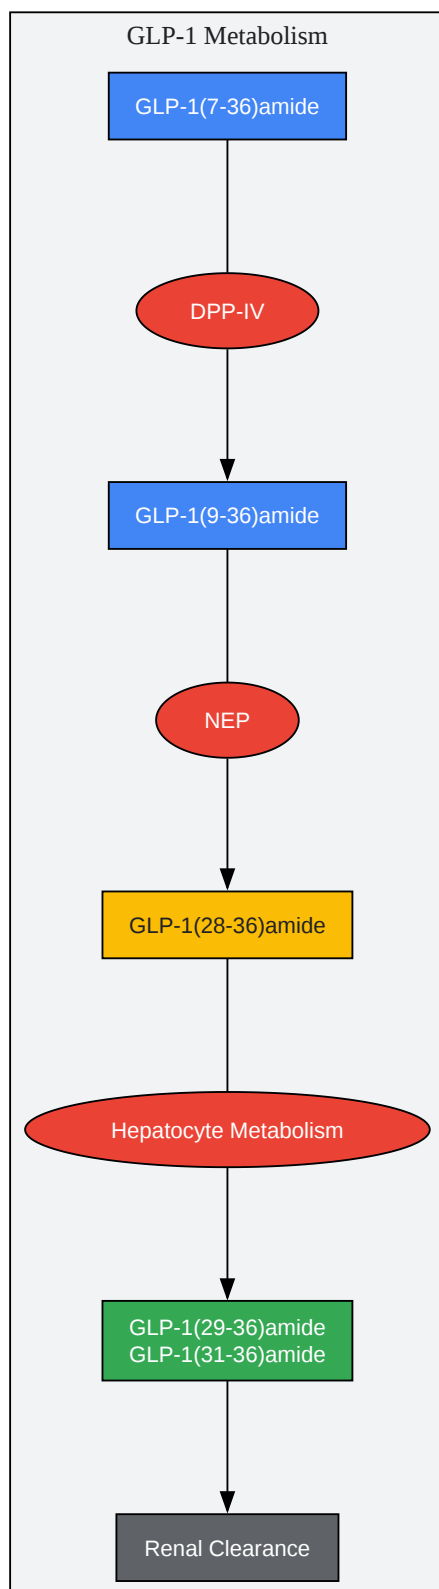 GLP-1 Metabolism
GLP-1(7-36)amide
DPP-IV
GLP-1(9-36)amide
NEP
GLP-1(28-36)amide
Hepatocyte Metabolism
GLP-1(29-36)amide
GLP-1(31-36)amide
Renal Clearance